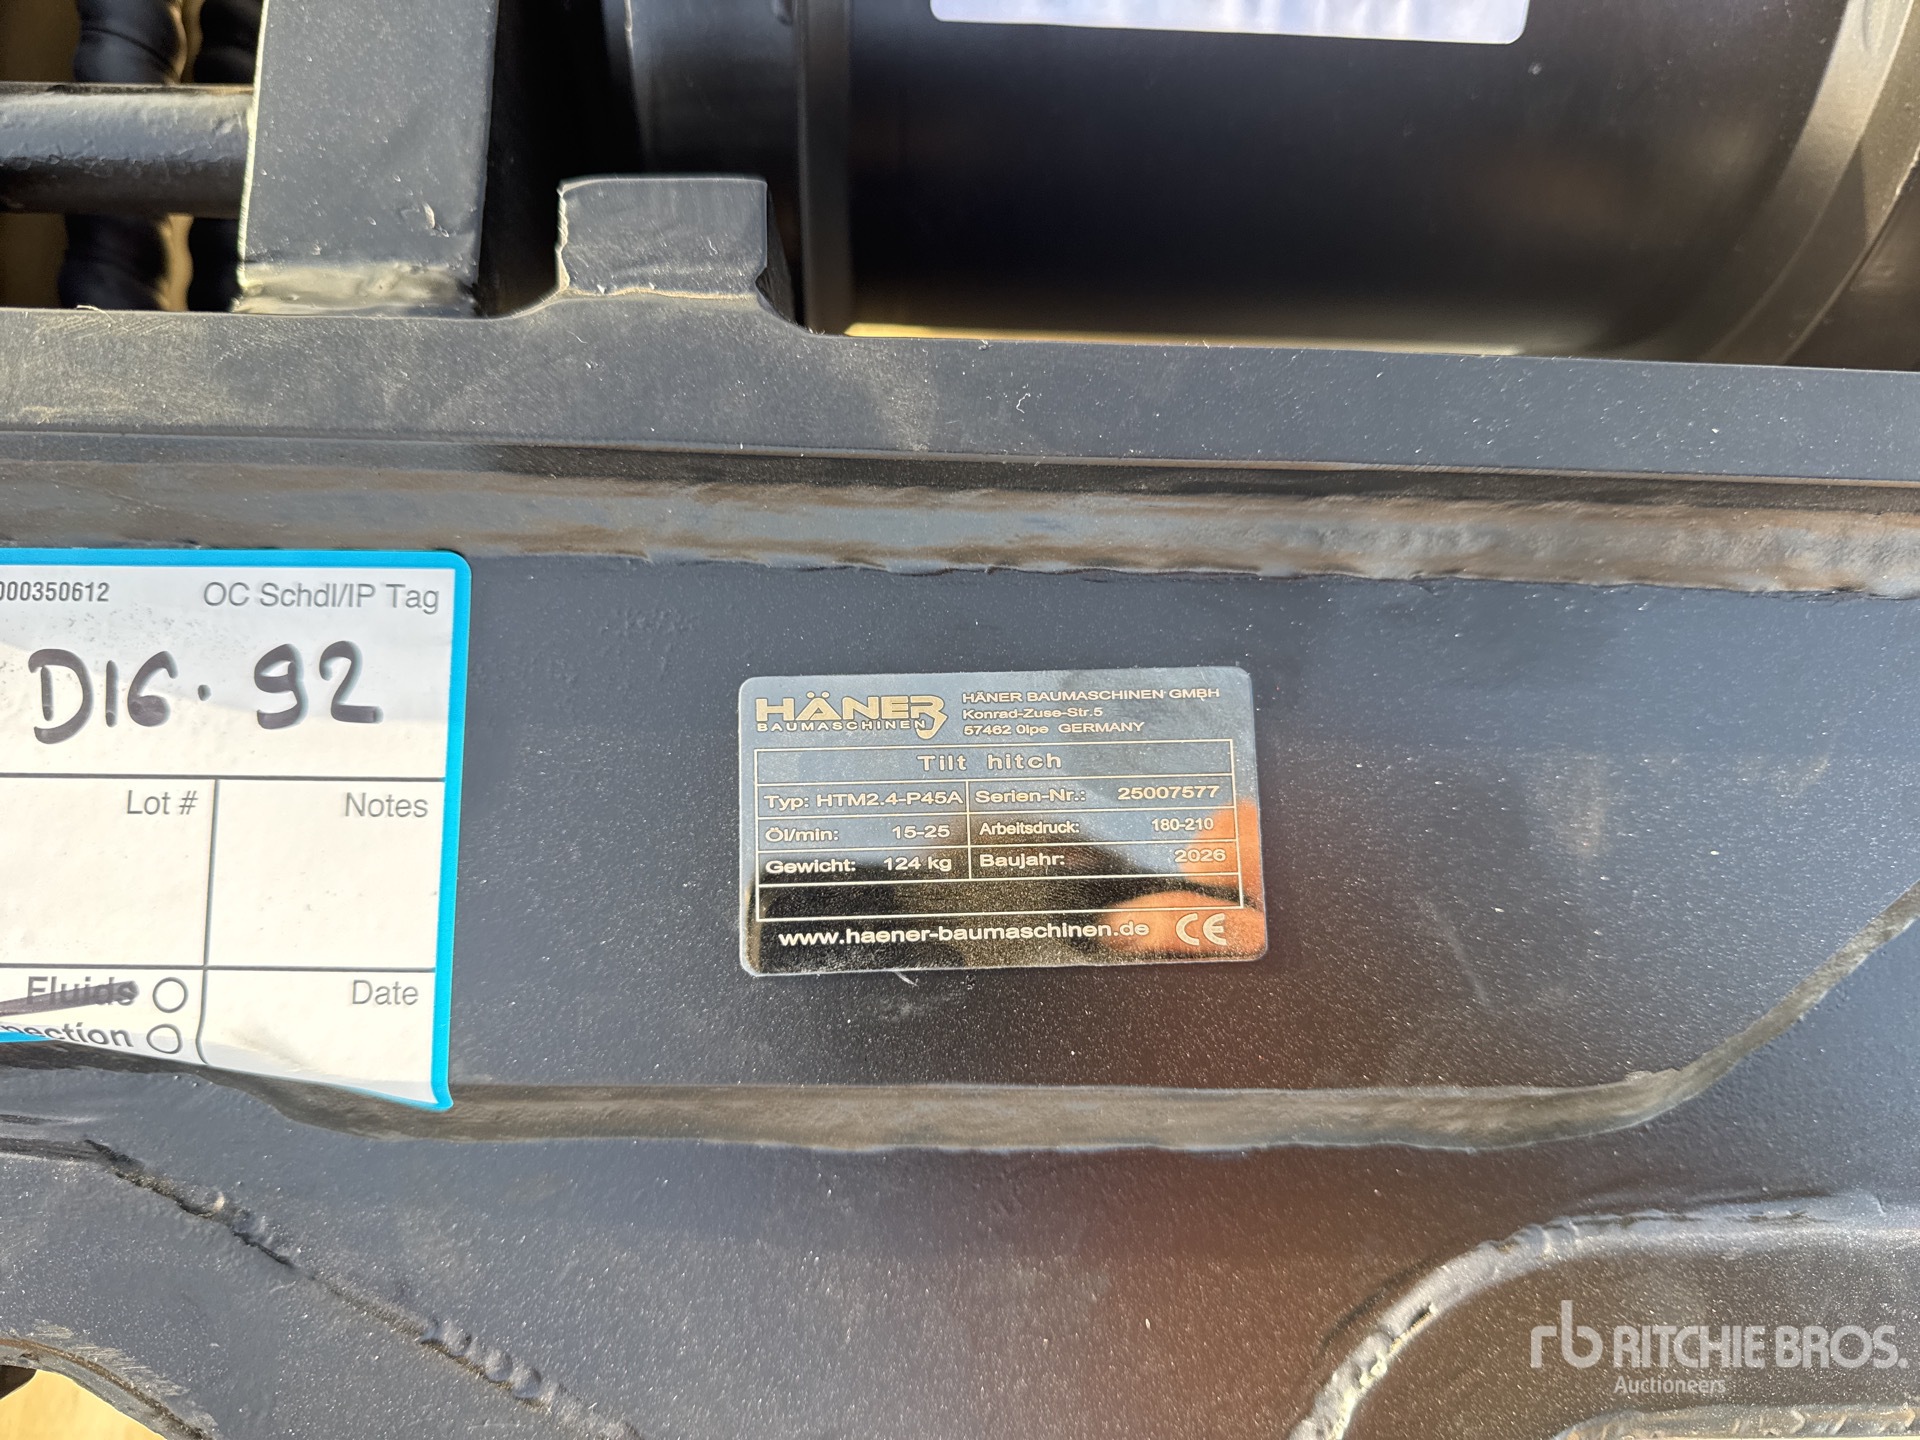 000350612 OC Schdl/IP Tag
D16. 92
Lot # Notes
Fluids Date
HÄNER
BAUMASCHINEN
HÄNER BAUMASCHINEN GMBH
Konrad-Zuse-Str.5
57462 Olpe GERMANY
Tilt hitch
Typ: HTM2.4-P45A Serien-Nr.: 25007577
Öl/min: 15-25 Arbeitsdruck: 180-210
Gewicht: 124 kg Baujahr: 2026
www.haener-baumaschinen.de CE
rb RITCHIE BROS.
Auctioneers